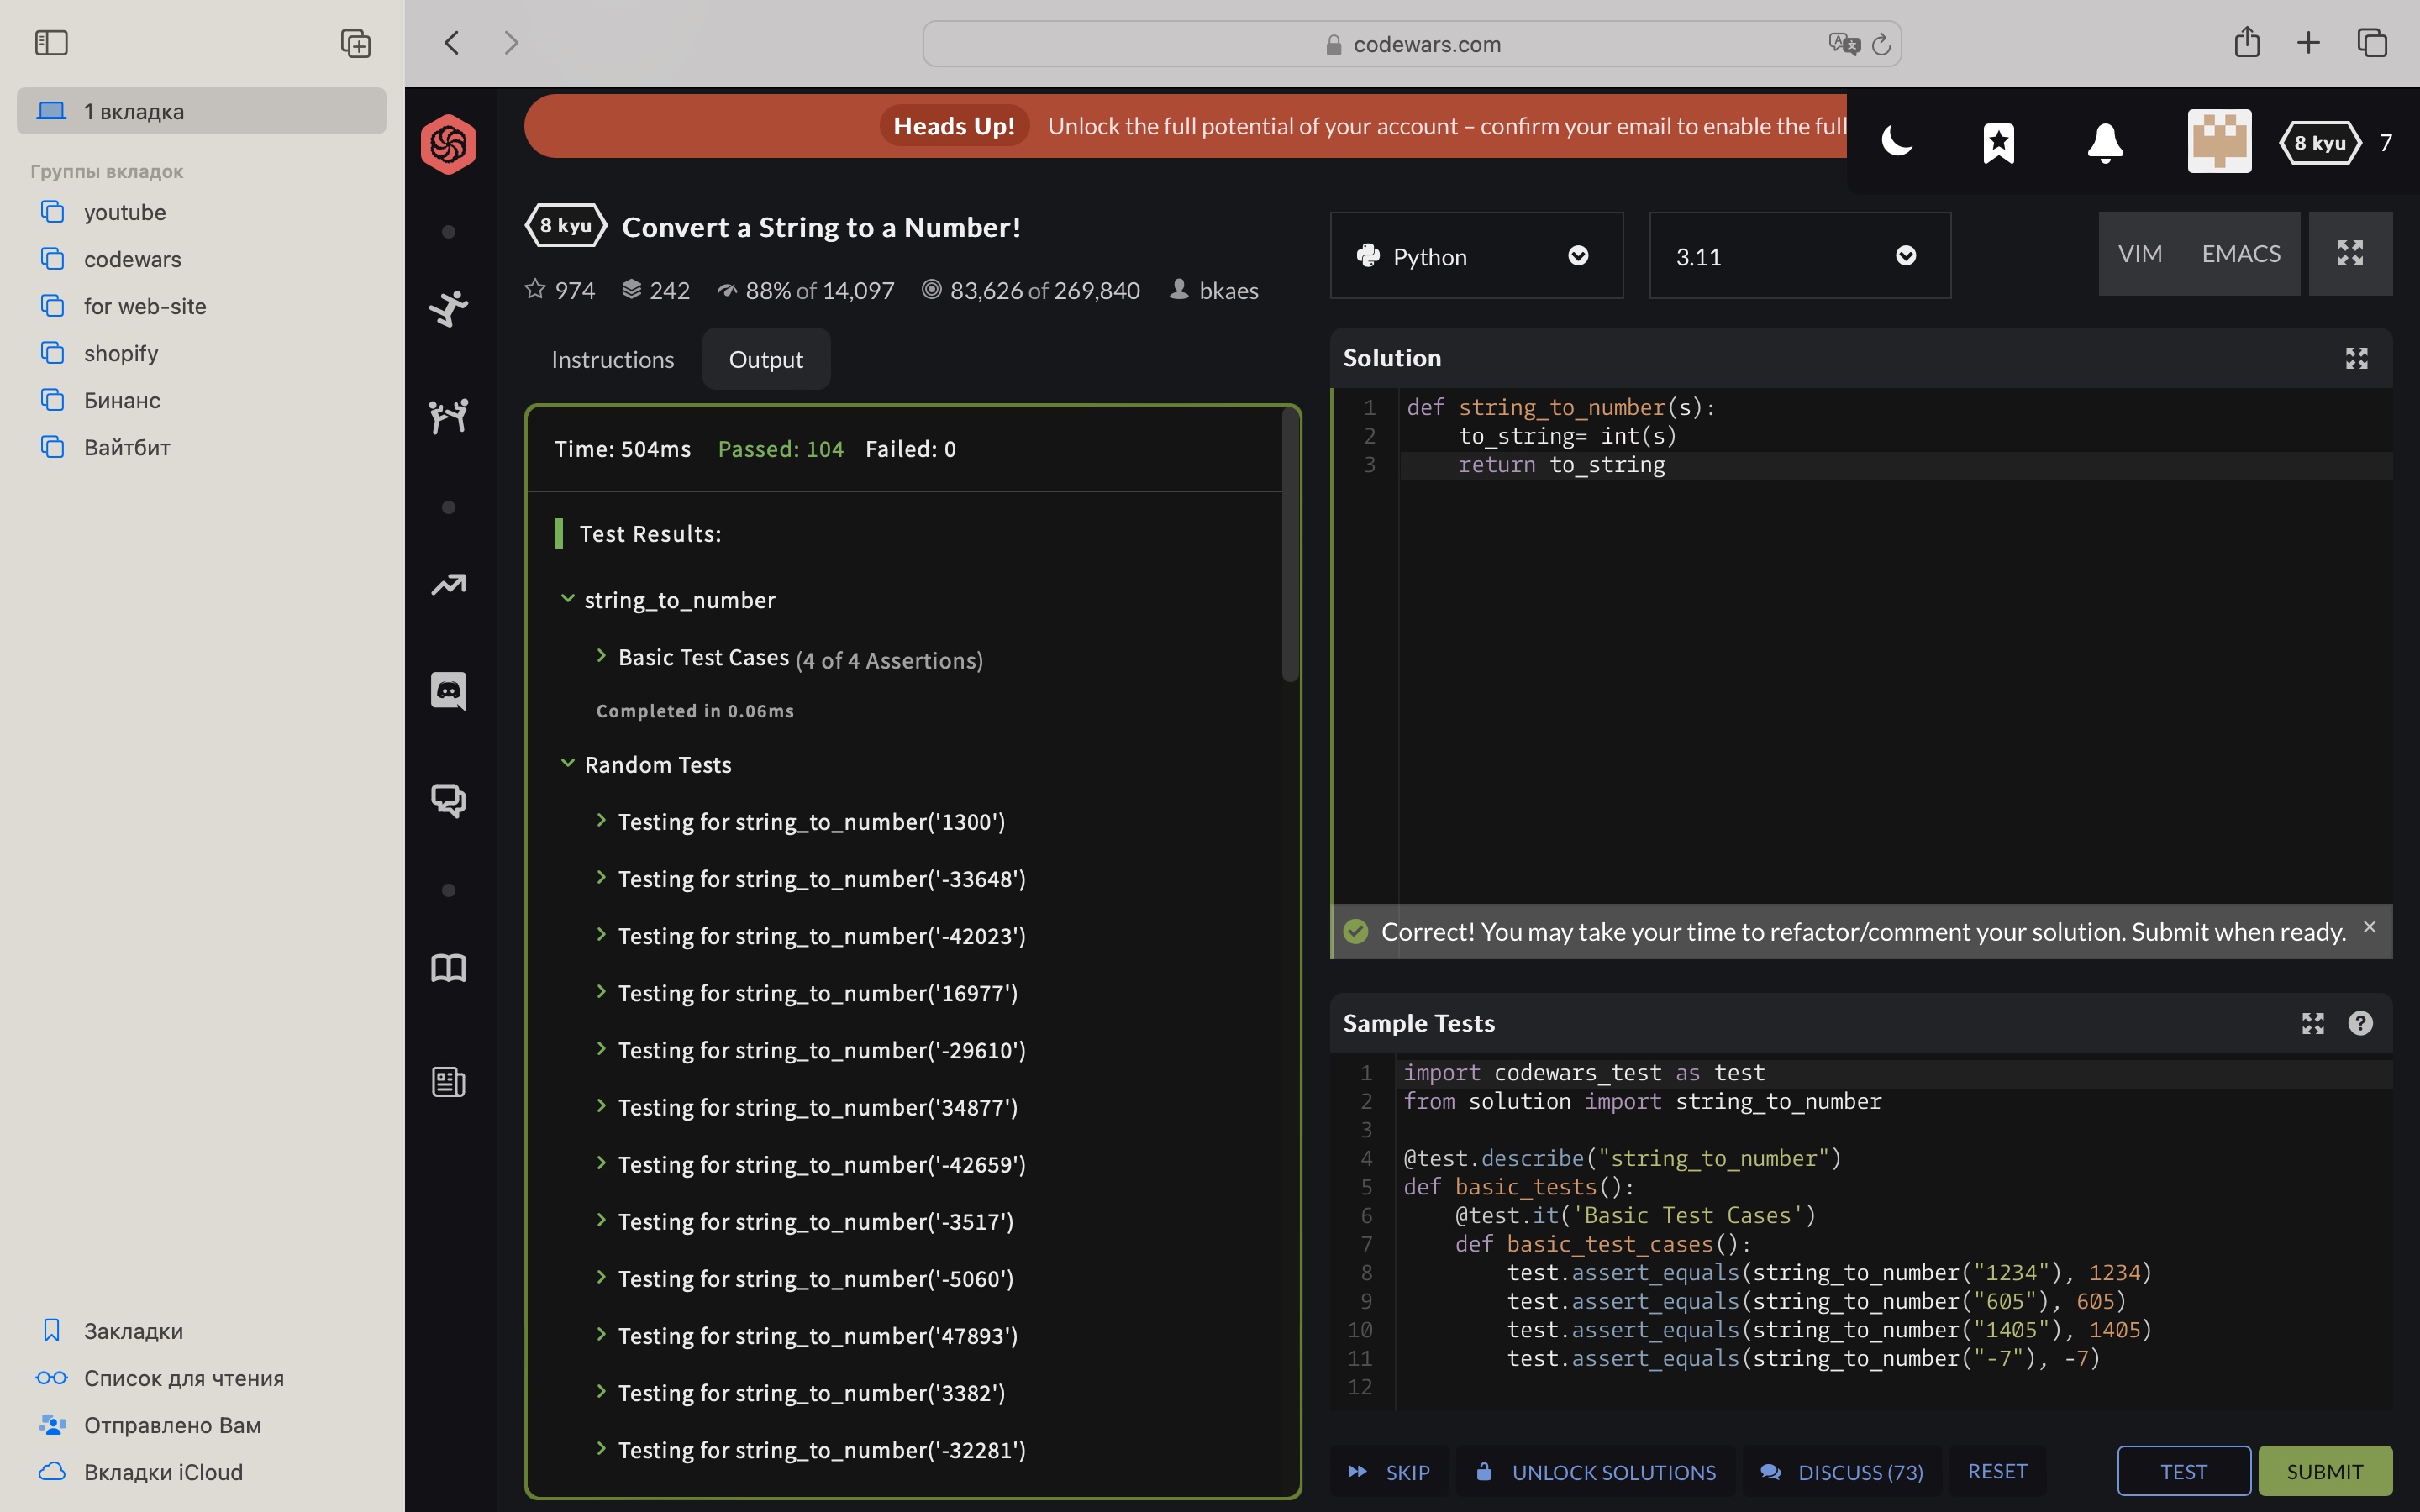 codewars.com
1 вкладка
Группы вкладок
youtube
codewars
for web-site
shopify
Бинанс
Вайтбит
Закладки
Список для чтения
Отправлено Вам
Вкладки iCloud
Heads Up! Unlock the full potential of your account – confirm your email to enable the full
8 kyu 7
8 kyu Convert a String to a Number!
974 242 88% of 14,097 83,626 of 269,840 bkaes
Instructions Output
Time: 504ms Passed: 104 Failed: 0
Test Results:
string_to_number
Basic Test Cases (4 of 4 Assertions)
Completed in 0.06ms
Random Tests
Testing for string_to_number('1300')
Testing for string_to_number('-33648')
Testing for string_to_number('-42023')
Testing for string_to_number('16977')
Testing for string_to_number('-29610')
Testing for string_to_number('34877')
Testing for string_to_number('-42659')
Testing for string_to_number('-3517')
Testing for string_to_number('-5060')
Testing for string_to_number('47893')
Testing for string_to_number('3382')
Testing for string_to_number('-32281')
Python 3.11 VIM EMACS
Solution
1 def string_to_number(s):
2     to_string= int(s)
3     return to_string
Correct! You may take your time to refactor/comment your solution. Submit when ready. ×
Sample Tests ?
1 import codewars_test as test
2 from solution import string_to_number
3
4 @test.describe("string_to_number")
5 def basic_tests():
6     @test.it('Basic Test Cases')
7     def basic_test_cases():
8         test.assert_equals(string_to_number("1234"), 1234)
9         test.assert_equals(string_to_number("605"), 605)
10         test.assert_equals(string_to_number("1405"), 1405)
11         test.assert_equals(string_to_number("-7"), -7)
12
SKIP UNLOCK SOLUTIONS DISCUSS (73) RESET TEST SUBMIT